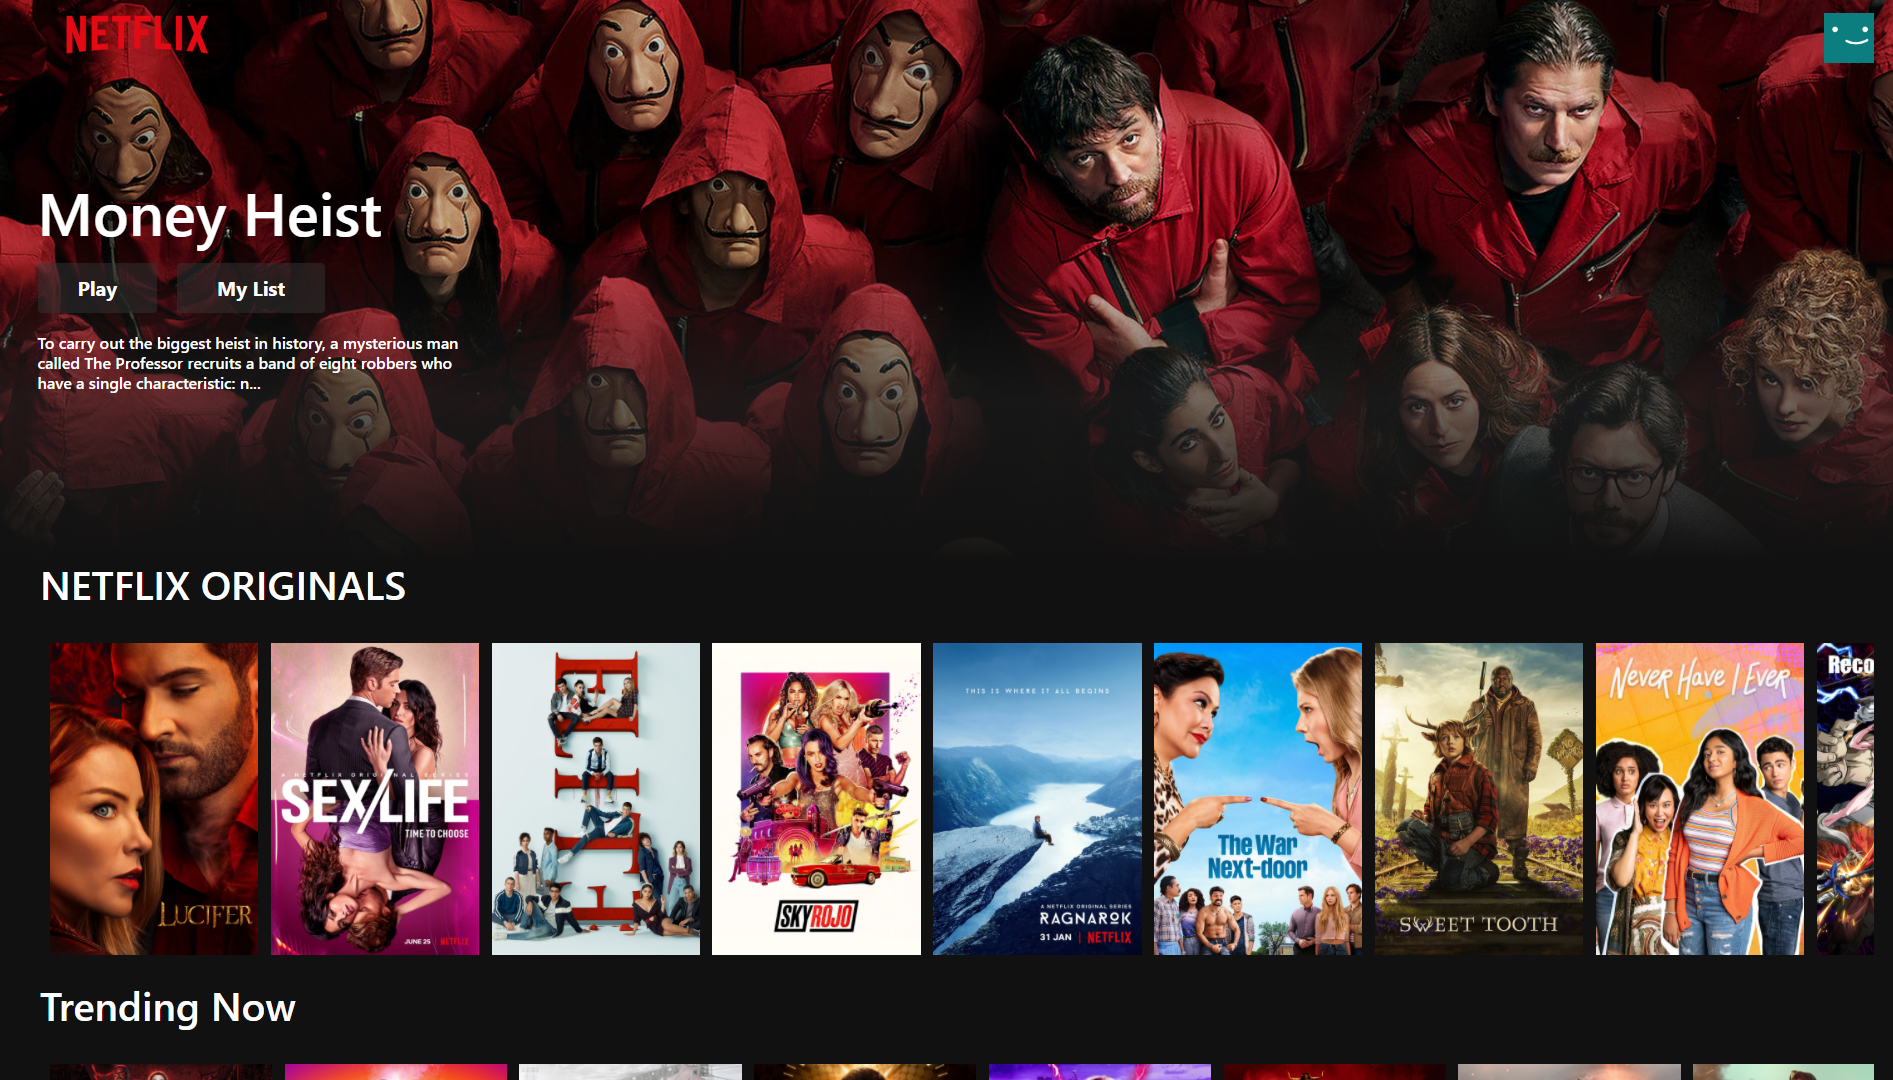 NETFLIX
Money Heist
Play
My List
To carry out the biggest heist in history, a mysterious man
called The Professor recruits a band of eight robbers who
have a single characteristic: n...
NETFLIX ORIGINALS
LUCIFER
A NETFLIX ORIGINAL SERIES
SEX/LIFE
TIME TO CHOOSE
JUNE 25 | NETFLIX
ELITE
SKYROJO
THIS IS WHERE IT ALL BEGINS
A NETFLIX ORIGINAL SERIES
RAGNAROK
31 JAN | NETFLIX
The War
Next-door
SWEET TOOTH
Never Have I Ever
Reco
Trending Now